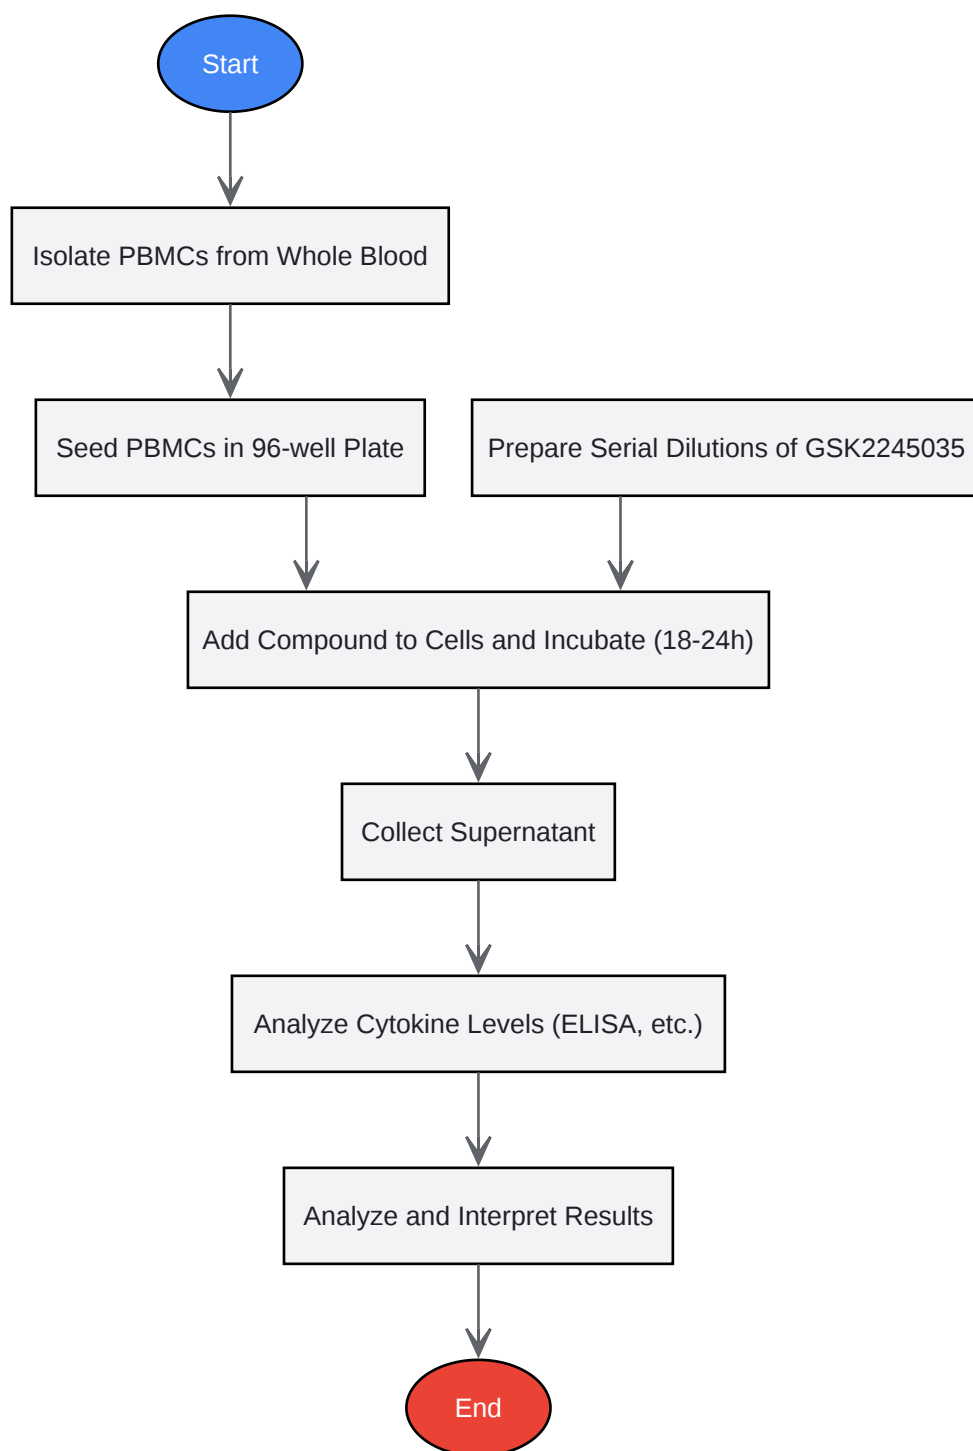 Start
Isolate PBMCs from Whole Blood
Seed PBMCs in 96-well Plate
Prepare Serial Dilutions of GSK2245035
Add Compound to Cells and Incubate (18-24h)
Collect Supernatant
Analyze Cytokine Levels (ELISA, etc.)
Analyze and Interpret Results
End